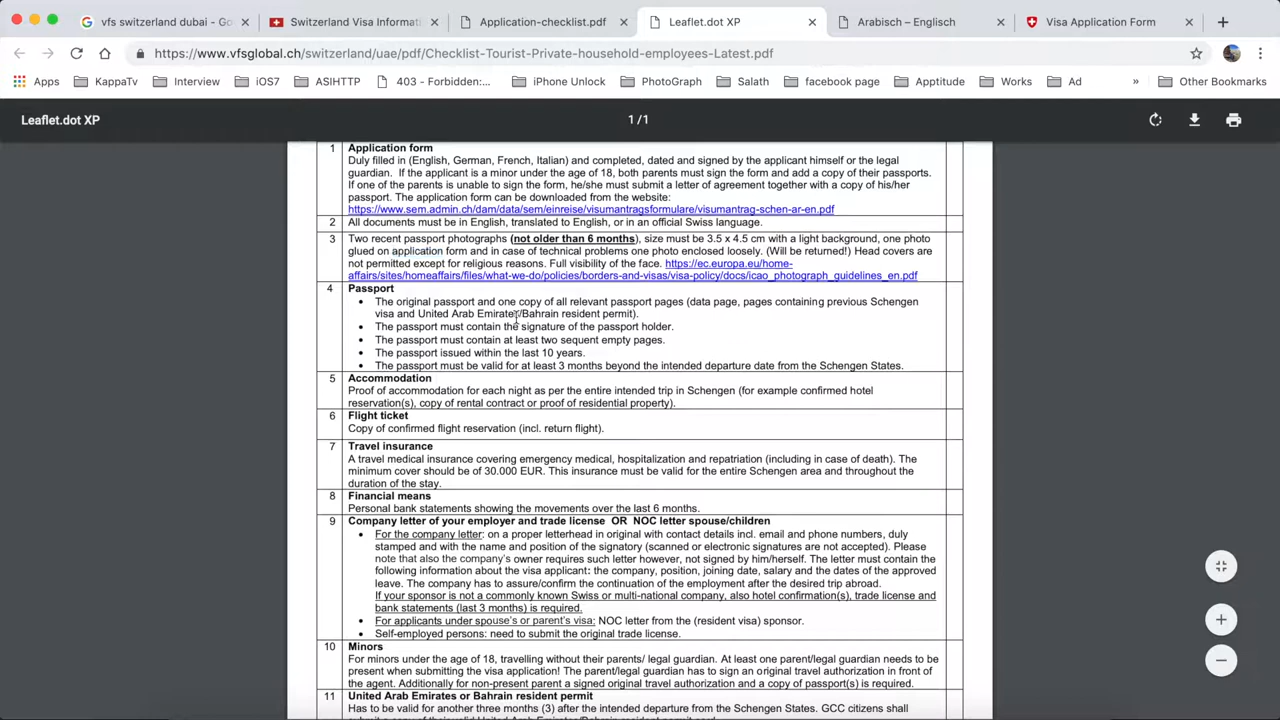 vfs switzerland dubai - Go
Switzerland Visa Informati
Application-checklist.pdf
Leaflet.dot XP
Arabisch – Englisch
Visa Application Form
https://www.vfsglobal.ch/switzerland/uae/pdf/Checklist-Tourist-Private-household-employees-Latest.pdf
Apps
KappaTv
Interview
iOS7
ASIHTTP
403 - Forbidden:...
iPhone Unlock
PhotoGraph
Salath
facebook page
Apptitude
Works
Ad
»
Other Bookmarks
Leaflet.dot XP
1 / 1
1 Application form
Duly filled in (English, German, French, Italian) and completed, dated and signed by the applicant himself or the legal
guardian. If the applicant is a minor under the age of 18, both parents must sign the form and add a copy of their passports.
If one of the parents is unable to sign the form, he/she must submit a letter of agreement together with a copy of his/her
passport. The application form can be downloaded from the website:
https://www.sem.admin.ch/dam/data/sem/einreise/visumantragsformulare/visumantrag-schen-ar-en.pdf
2 All documents must be in English, translated to English, or in an official Swiss language.
3 Two recent passport photographs (not older than 6 months), size must be 3.5 x 4.5 cm with a light background, one photo
glued on application form and in case of technical problems one photo enclosed loosely. (Will be returned!) Head covers are
not permitted except for religious reasons. Full visibility of the face. https://ec.europa.eu/home-
affairs/sites/homeaffairs/files/what-we-do/policies/borders-and-visas/visa-policy/docs/icao_photograph_guidelines_en.pdf
4 Passport
• The original passport and one copy of all relevant passport pages (data page, pages containing previous Schengen
visa and United Arab Emirates/Bahrain resident permit).
• The passport must contain the signature of the passport holder.
• The passport must contain at least two sequent empty pages.
• The passport issued within the last 10 years.
• The passport must be valid for at least 3 months beyond the intended departure date from the Schengen States.
5 Accommodation
Proof of accommodation for each night as per the entire intended trip in Schengen (for example confirmed hotel
reservation(s), copy of rental contract or proof of residential property).
6 Flight ticket
Copy of confirmed flight reservation (incl. return flight).
7 Travel insurance
A travel medical insurance covering emergency medical, hospitalization and repatriation (including in case of death). The
minimum cover should be of 30.000 EUR. This insurance must be valid for the entire Schengen area and throughout the
duration of the stay.
8 Financial means
Personal bank statements showing the movements over the last 6 months.
9 Company letter of your employer and trade license OR NOC letter spouse/children
• For the company letter: on a proper letterhead in original with contact details incl. email and phone numbers, duly
stamped and with the name and position of the signatory (scanned or electronic signatures are not accepted). Please
note that also the company's owner requires such letter however, not signed by him/herself. The letter must contain the
following information about the visa applicant: the company, position, joining date, salary and the dates of the approved
leave. The company has to assure/confirm the continuation of the employment after the desired trip abroad.
If your sponsor is not a commonly known Swiss or multi-national company, also hotel confirmation(s), trade license and
bank statements (last 3 months) is required.
• For applicants under spouse's or parent's visa: NOC letter from the (resident visa) sponsor.
• Self-employed persons: need to submit the original trade license.
10 Minors
For minors under the age of 18, travelling without their parents/ legal guardian. At least one parent/legal guardian needs to be
present when submitting the visa application! The parent/legal guardian has to sign an original travel authorization in front of
the agent. Additionally for non-present parent a signed original travel authorization and a copy of passport(s) is required.
11 United Arab Emirates or Bahrain resident permit
Has to be valid for another three months (3) after the intended departure from the Schengen States. GCC citizens shall